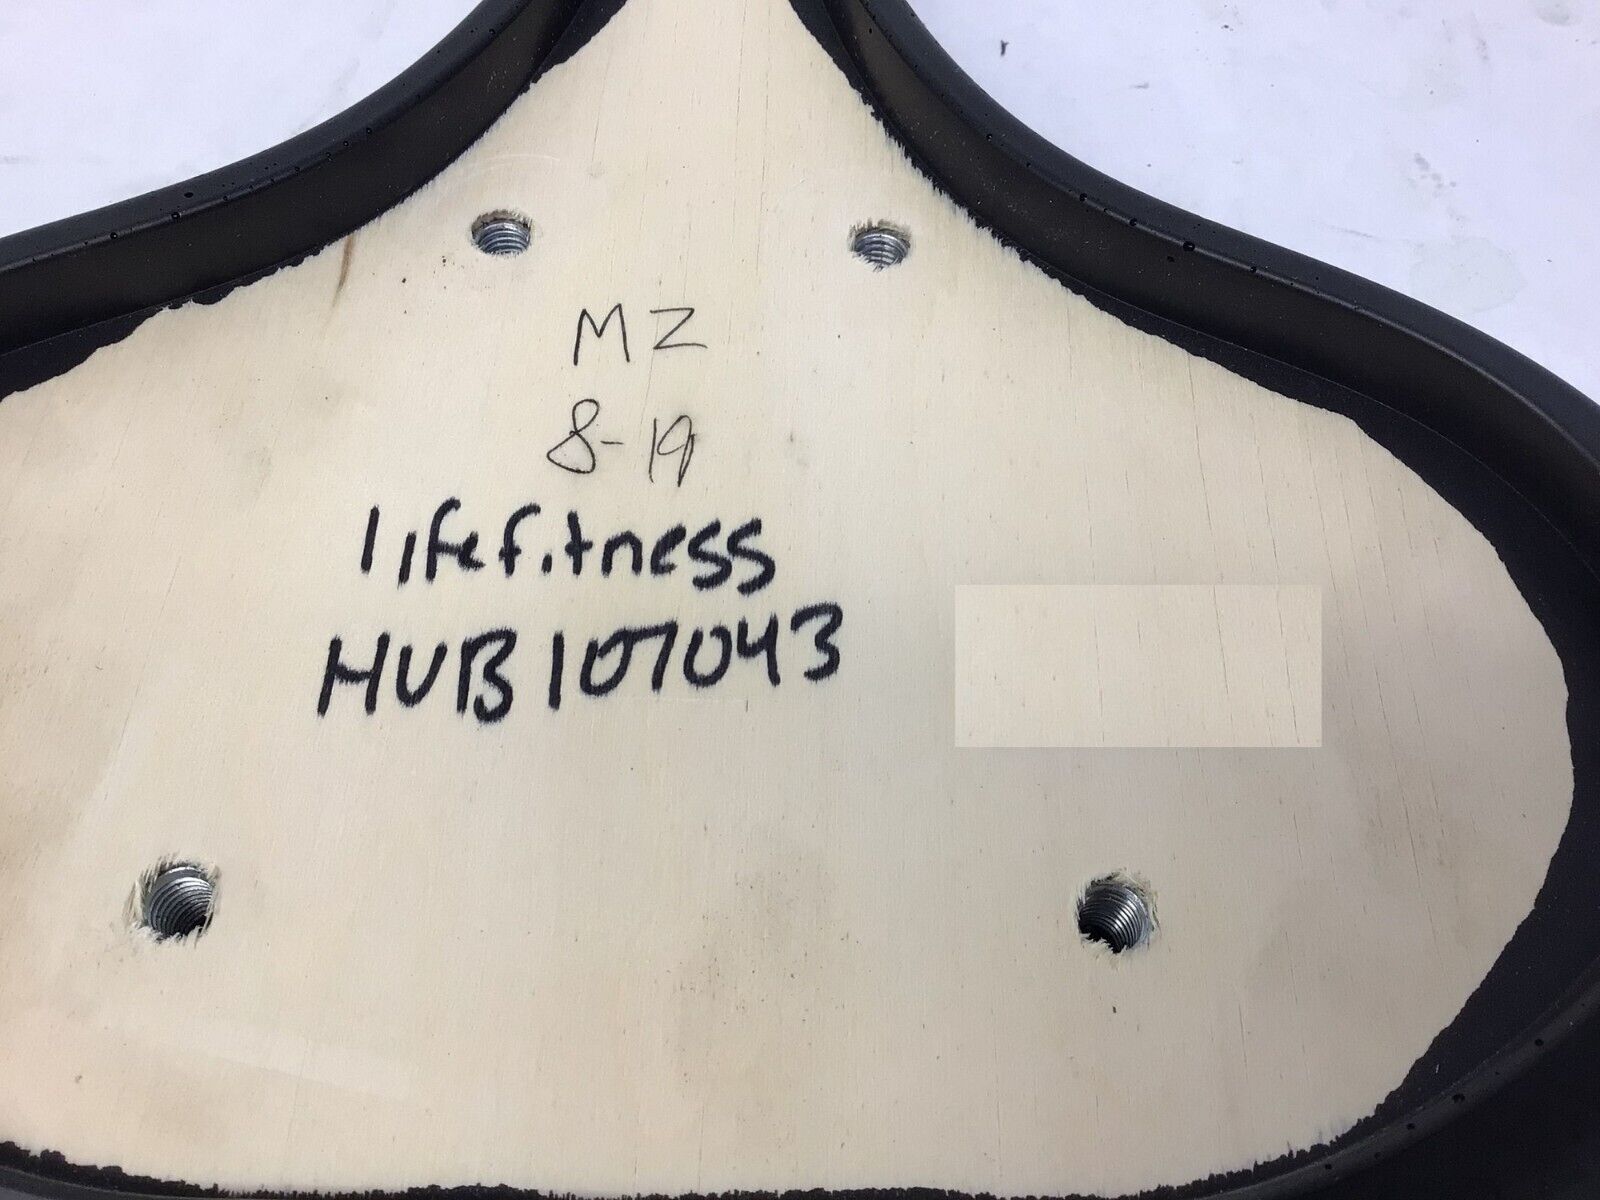 MZ
8-19
lifefitness
HUB107043